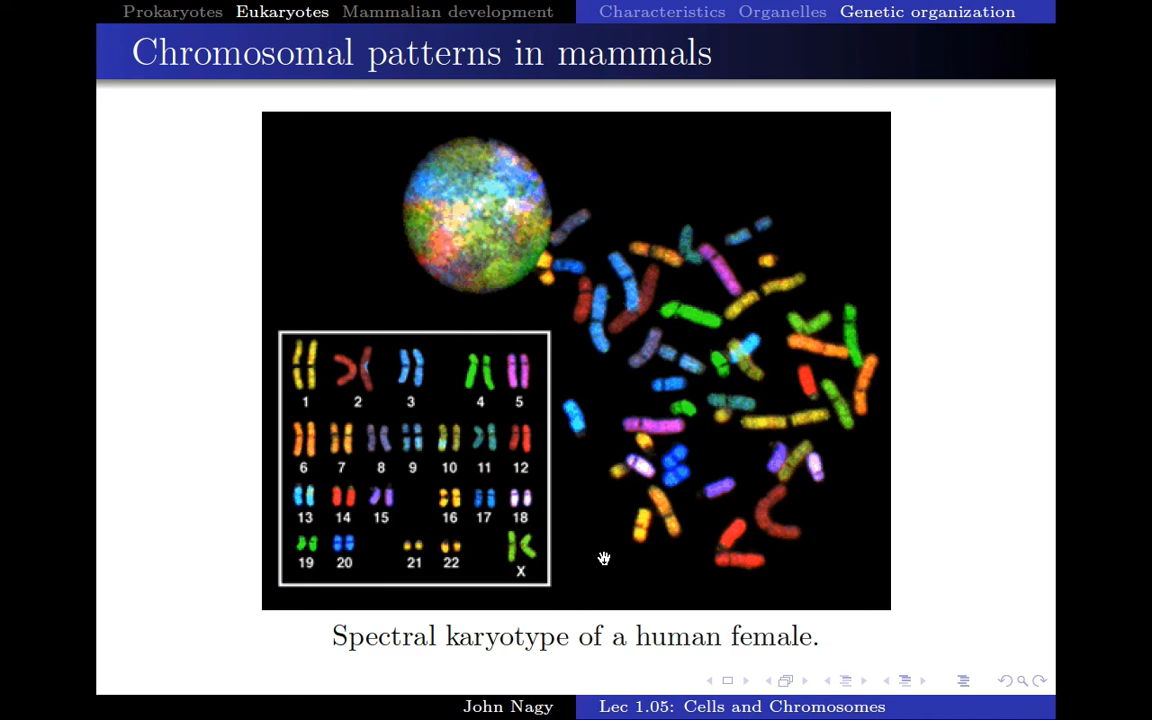 Prokaryotes Eukaryotes Mammalian development
Characteristics Organelles Genetic organization
Chromosomal patterns in mammals
1 2 3 4 5
6 7 8 9 10 11 12
13 14 15 16 17 18
19 20 21 22 X
Spectral karyotype of a human female.
John Nagy
Lec 1.05: Cells and Chromosomes